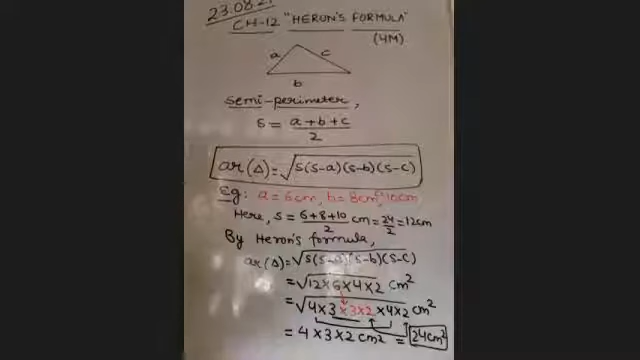 23.08.2
CH-12 "HERON'S FORMULA"
(4M)
a c
b
Semi-perimeter,
s = a+b+c/2
ar(Δ)=√s(s-a)(s-b)(s-c)
Eg: a = 6cm, b = 8cm, c=10cm
Here, s = 6+8+10/2 cm = 24/2 = 12cm
By Heron's formula,
ar(Δ)=√s(s-a)(s-b)(s-c)
=√12×6×4×2 cm²
=√4×3×3×2×4×2 cm²
= 4×3×2 cm² = 24cm²